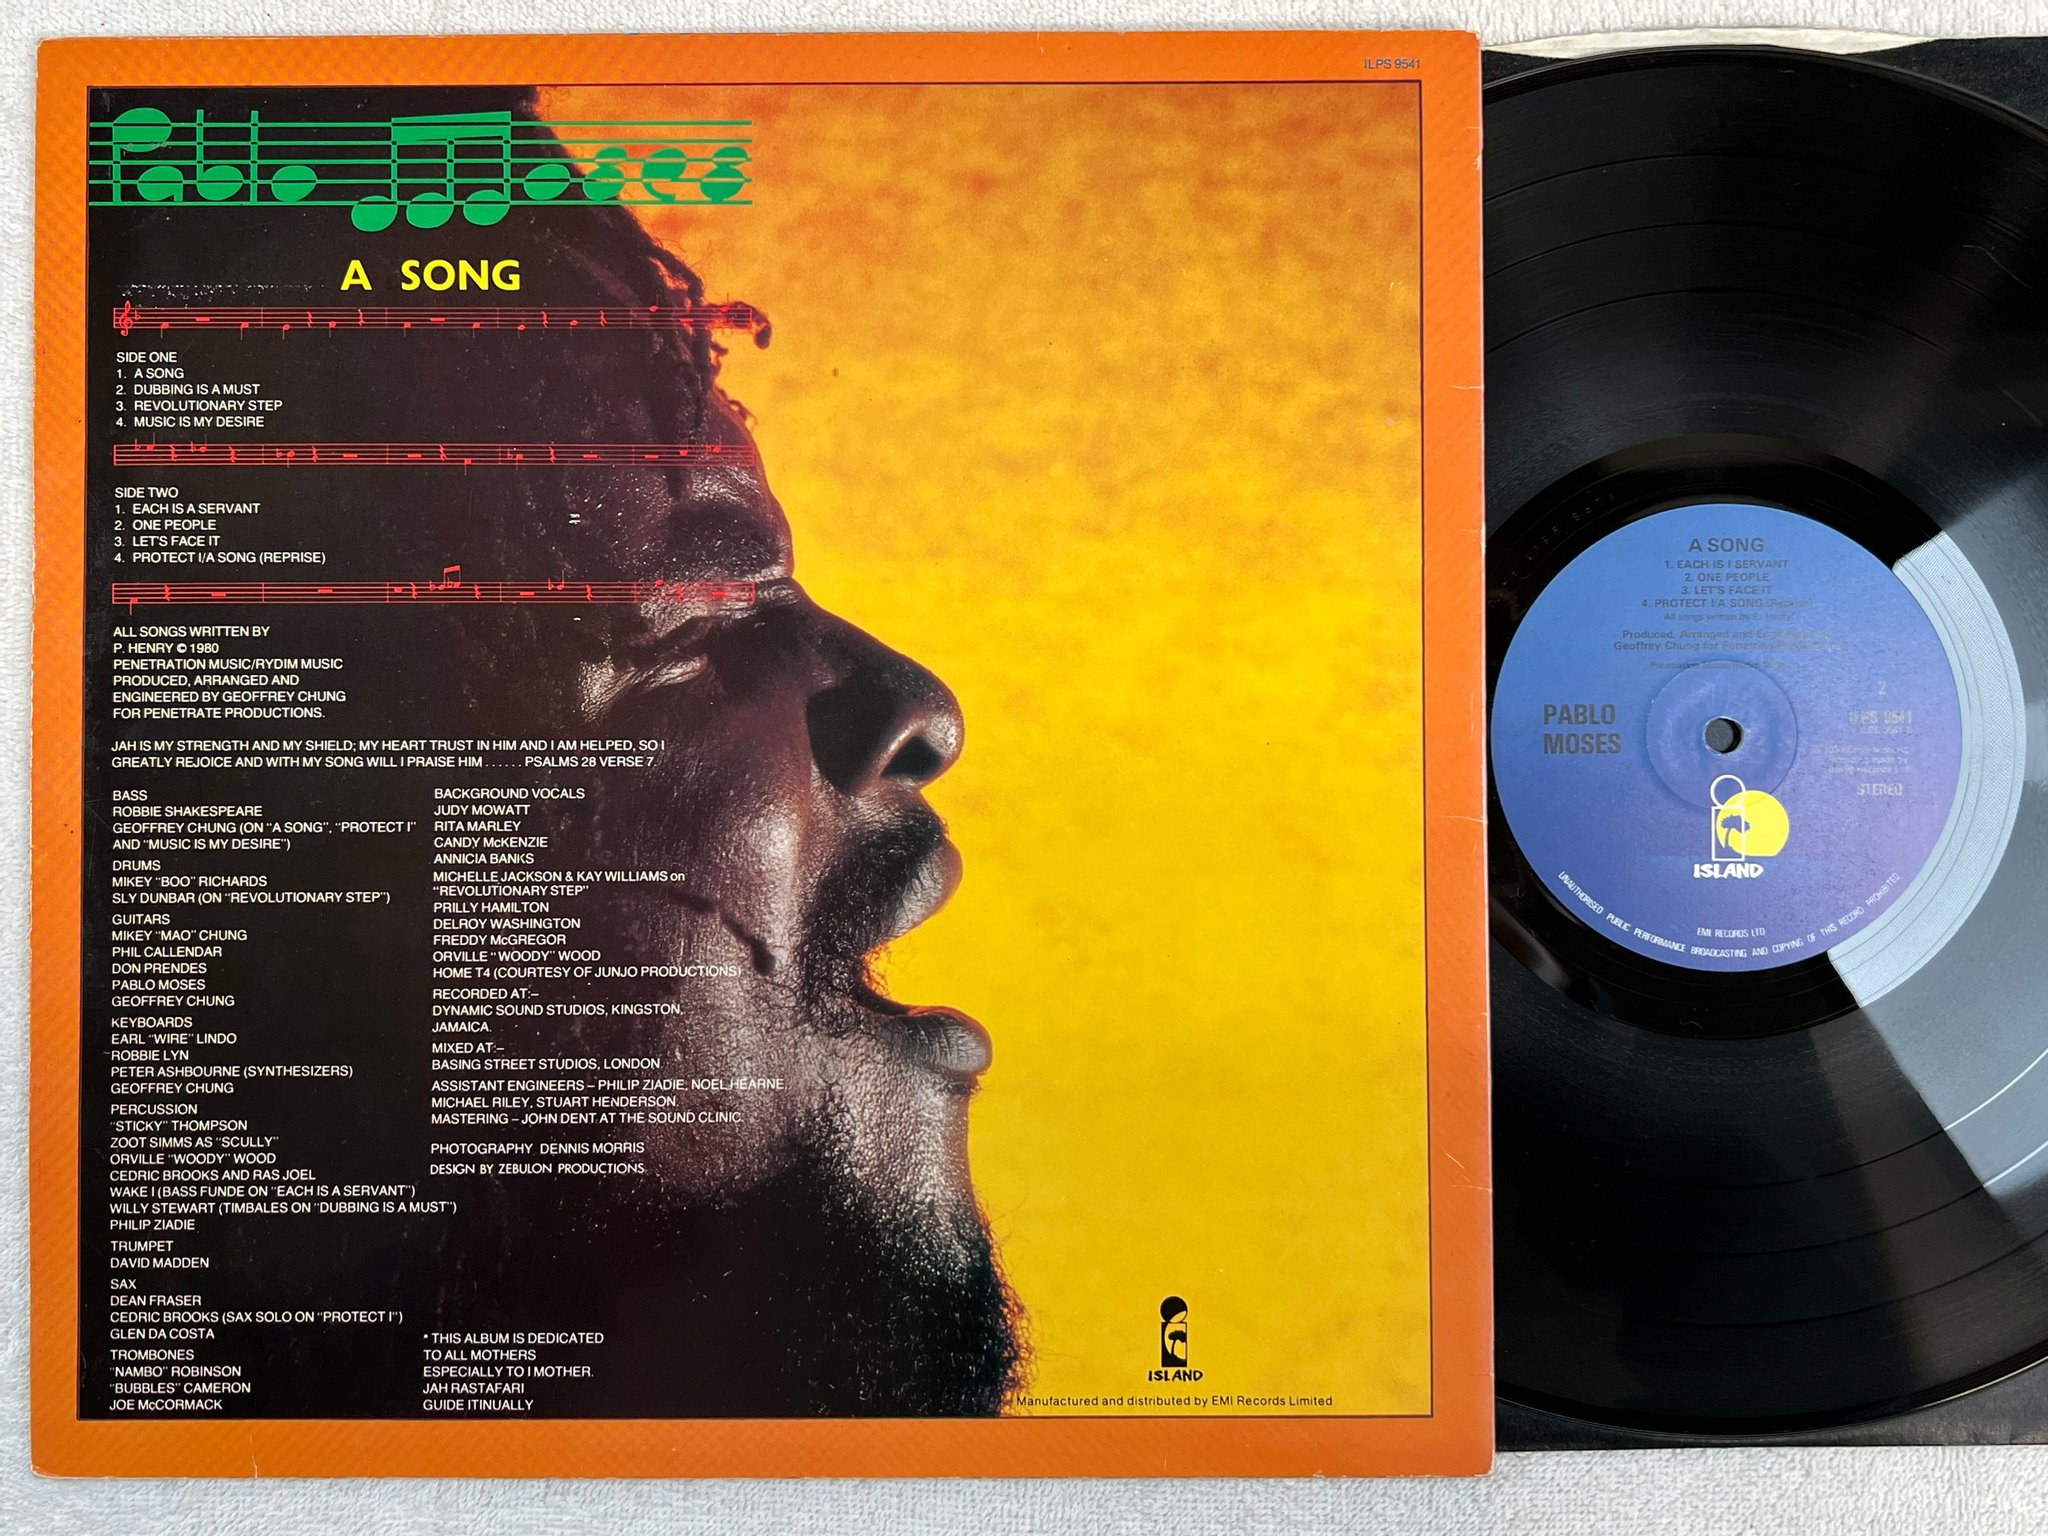 ILPS 9541
Pablo Moses
A SONG
SIDE ONE
1. A SONG
2. DUBBING IS A MUST
3. REVOLUTIONARY STEP
4. MUSIC IS MY DESIRE
SIDE TWO
1. EACH IS A SERVANT
2. ONE PEOPLE
3. LET'S FACE IT
4. PROTECT I/A SONG (REPRISE)
ALL SONGS WRITTEN BY
P. HENRY © 1980
PENETRATION MUSIC/RYDIM MUSIC
PRODUCED, ARRANGED AND
ENGINEERED BY GEOFFREY CHUNG
FOR PENETRATE PRODUCTIONS.
JAH IS MY STRENGTH AND MY SHIELD; MY HEART TRUST IN HIM AND I AM HELPED, SO I
GREATLY REJOICE AND WITH MY SONG WILL I PRAISE HIM . . . . . . PSALMS 28 VERSE 7.
BASS
ROBBIE SHAKESPEARE
GEOFFREY CHUNG (ON "A SONG", "PROTECT I"
AND "MUSIC IS MY DESIRE")
DRUMS
MIKEY "BOO" RICHARDS
SLY DUNBAR (ON "REVOLUTIONARY STEP")
GUITARS
MIKEY "MAO" CHUNG
PHIL CALLENDAR
DON PRENDES
PABLO MOSES
GEOFFREY CHUNG
KEYBOARDS
EARL "WIRE" LINDO
ROBBIE LYN
PETER ASHBOURNE (SYNTHESIZERS)
GEOFFREY CHUNG
PERCUSSION
"STICKY" THOMPSON
ZOOT SIMMS AS "SCULLY"
ORVILLE "WOODY" WOOD
CEDRIC BROOKS AND RAS JOEL
WAKE I (BASS FUNDE ON "EACH IS A SERVANT")
WILLY STEWART (TIMBALES ON "DUBBING IS A MUST")
PHILIP ZIADIE
TRUMPET
DAVID MADDEN
SAX
DEAN FRASER
CEDRIC BROOKS (SAX SOLO ON "PROTECT I")
GLEN DA COSTA
TROMBONES
"NAMBO" ROBINSON
"BUBBLES" CAMERON
JOE McCORMACK
BACKGROUND VOCALS
JUDY MOWATT
RITA MARLEY
CANDY McKENZIE
ANNICIA BANKS
MICHELLE JACKSON & KAY WILLIAMS on
"REVOLUTIONARY STEP"
PRILLY HAMILTON
DELROY WASHINGTON
FREDDY McGREGOR
ORVILLE "WOODY" WOOD
HOME T4 (COURTESY OF JUNJO PRODUCTIONS)
RECORDED AT:–
DYNAMIC SOUND STUDIOS, KINGSTON,
JAMAICA.
MIXED AT:–
BASING STREET STUDIOS, LONDON.
ASSISTANT ENGINEERS – PHILIP ZIADIE, NOEL HEARNE,
MICHAEL RILEY, STUART HENDERSON.
MASTERING – JOHN DENT AT THE SOUND CLINIC.
PHOTOGRAPHY DENNIS MORRIS
DESIGN BY ZEBULON PRODUCTIONS.
* THIS ALBUM IS DEDICATED
TO ALL MOTHERS
ESPECIALLY TO I MOTHER.
JAH RASTAFARI
GUIDE ITINUALLY
ISLAND
Manufactured and distributed by EMI Records Limited
A SONG
1. EACH IS I SERVANT
2. ONE PEOPLE
3. LET'S FACE IT
4. PROTECT I/A SONG (Reprise)
All songs written by P. Henry
Produced, Arranged and
Geoffrey Chung for
PABLO
MOSES
2
ILPS 9541
STEREO
ISLAND
EMI RECORDS LTD
UNAUTHORISED PUBLIC PERFORMANCE BROADCASTING AND COPYING OF THIS RECORD PROHIBITED